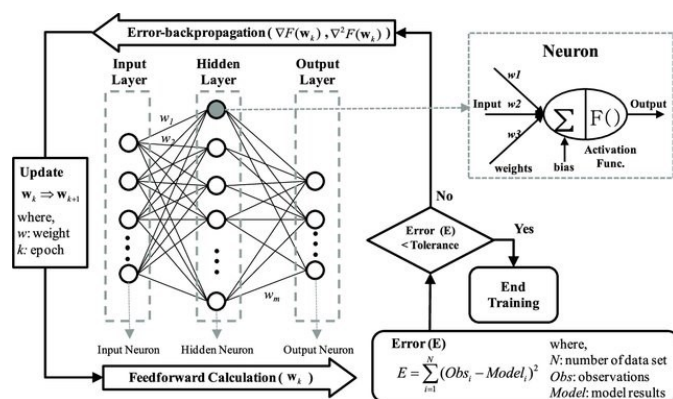 Error-backpropagation ( ∇F(w_k) , ∇²F(w_k) )
Input
Layer
Hidden
Layer
Output
Layer
w1
w2
wm
Neuron
w1
Input
w2
w3
Σ
F()
Output
Activation
Func.
weights
bias
Update
w_k ⇒ w_{k+1}
where,
w: weight
k: epoch
No
Error (E)
<Tolerance
Yes
End
Training
Input Neuron
Hidden Neuron
Output Neuron
Feedforward Calculation ( w_k )
Error (E)
E = ∑_{i=1}^{N} (Obs_i − Model_i)²
where,
N: number of data set
Obs: observations
Model: model results